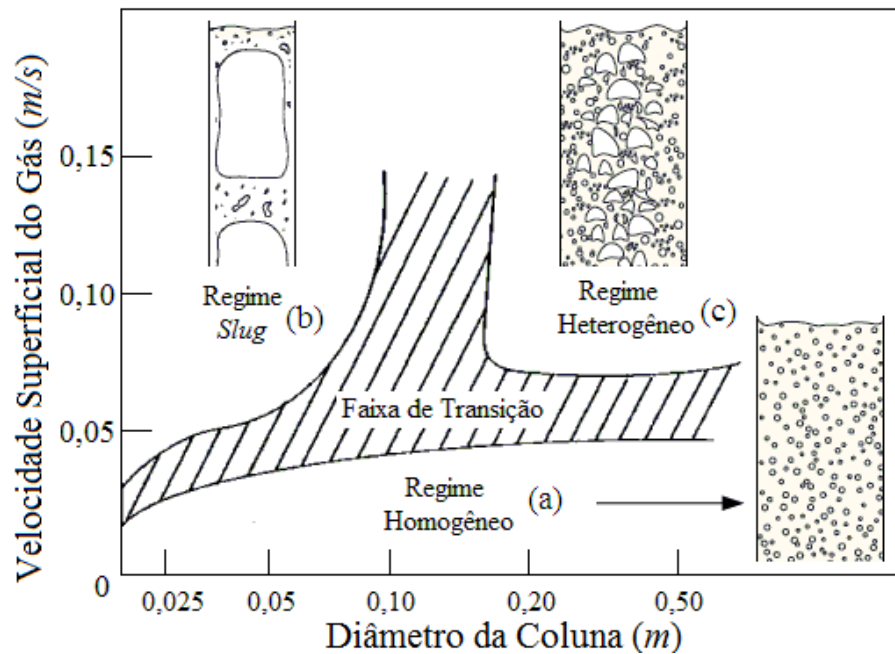 Velocidade Superficial do Gás (m/s)
0,15
0,10
0,05
0
Regime
Slug (b)
Regime (c)
Heterogêneo
Faixa de Transição
Regime (a)
Homogêneo
0,025 0,05 0,10 0,20 0,50
Diâmetro da Coluna (m)